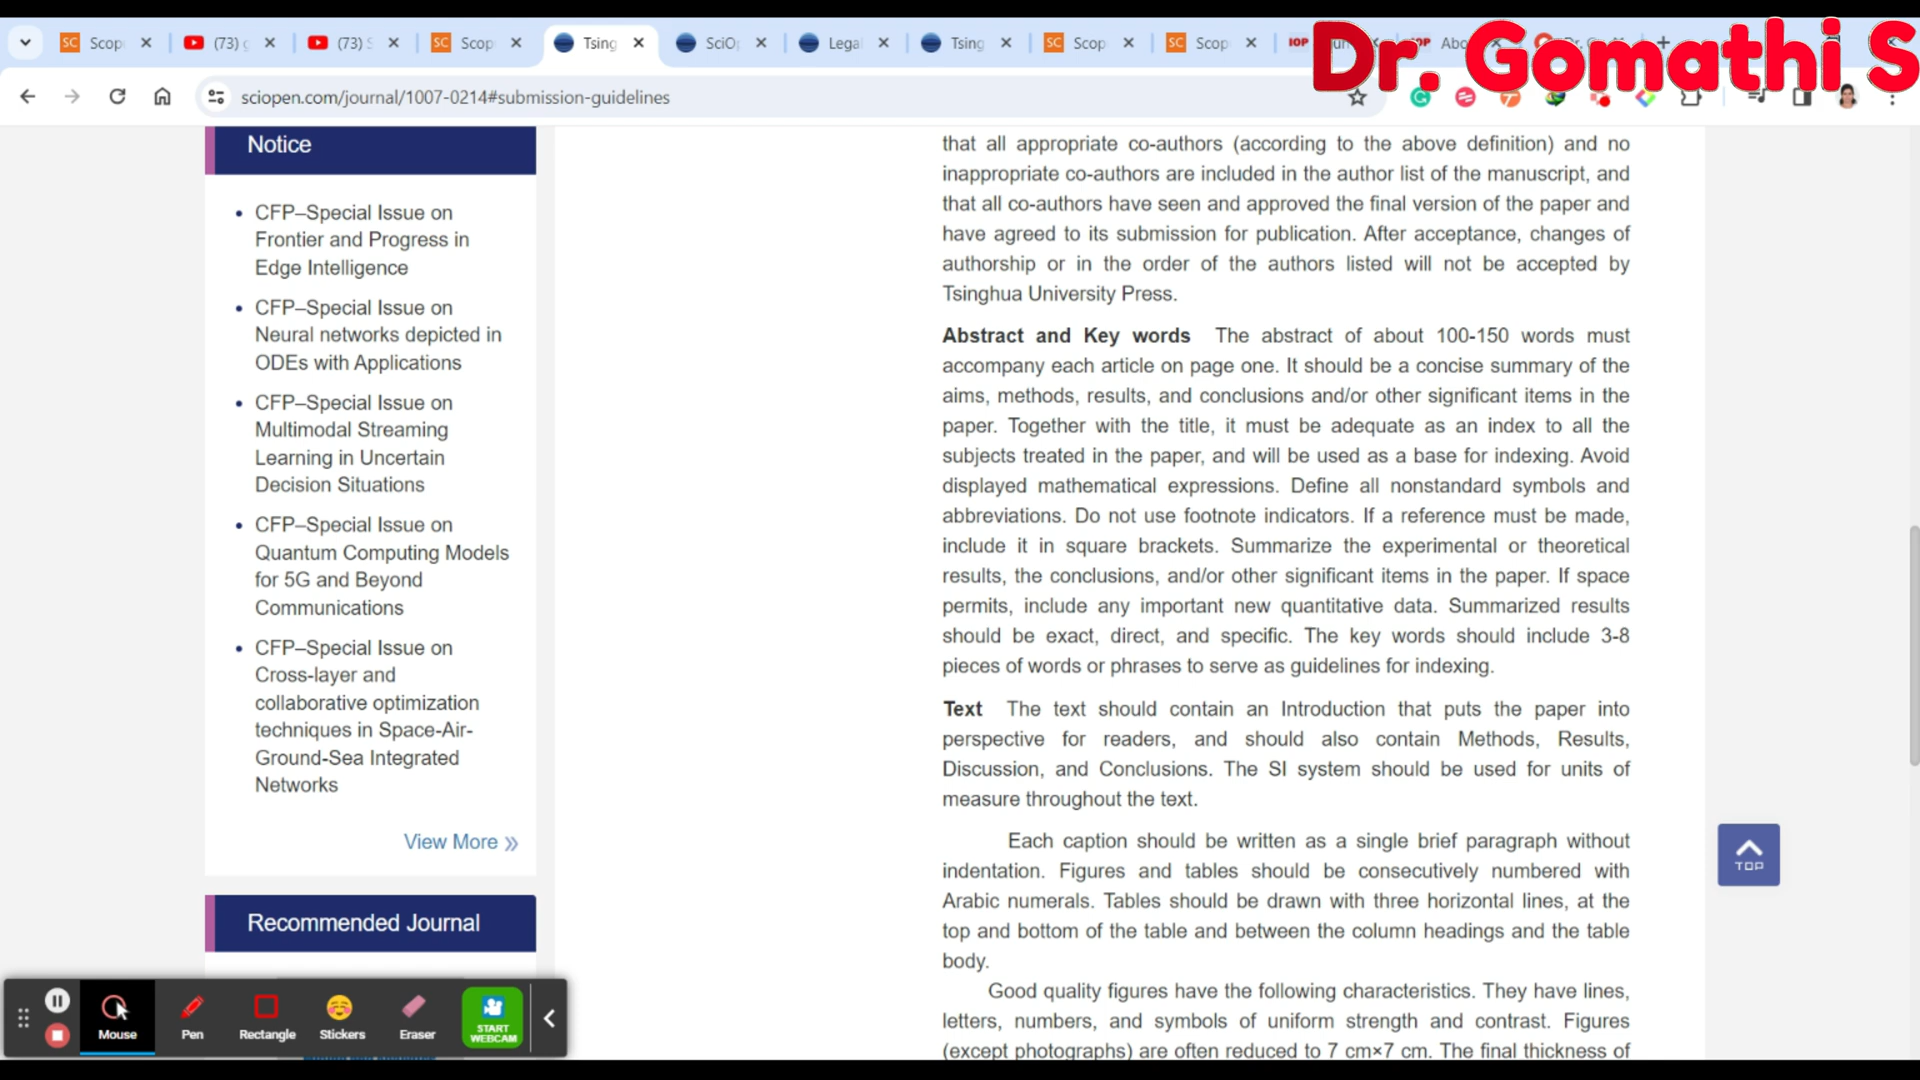 Scop
(73) g
(73) S
Scop
Tsing
SciO
Lega
Tsing
Scop
Scop
IOP
Abo
Dr. Gomathi S
sciopen.com/journal/1007-0214#submission-guidelines
Notice
CFP–Special Issue on
Frontier and Progress in
Edge Intelligence
CFP–Special Issue on
Neural networks depicted in
ODEs with Applications
CFP–Special Issue on
Multimodal Streaming
Learning in Uncertain
Decision Situations
CFP–Special Issue on
Quantum Computing Models
for 5G and Beyond
Communications
CFP–Special Issue on
Cross-layer and
collaborative optimization
techniques in Space-Air-
Ground-Sea Integrated
Networks
View More »
Recommended Journal
that all appropriate co-authors (according to the above definition) and no
inappropriate co-authors are included in the author list of the manuscript, and
that all co-authors have seen and approved the final version of the paper and
have agreed to its submission for publication. After acceptance, changes of
authorship or in the order of the authors listed will not be accepted by
Tsinghua University Press.
Abstract and Key words The abstract of about 100-150 words must
accompany each article on page one. It should be a concise summary of the
aims, methods, results, and conclusions and/or other significant items in the
paper. Together with the title, it must be adequate as an index to all the
subjects treated in the paper, and will be used as a base for indexing. Avoid
displayed mathematical expressions. Define all nonstandard symbols and
abbreviations. Do not use footnote indicators. If a reference must be made,
include it in square brackets. Summarize the experimental or theoretical
results, the conclusions, and/or other significant items in the paper. If space
permits, include any important new quantitative data. Summarized results
should be exact, direct, and specific. The key words should include 3-8
pieces of words or phrases to serve as guidelines for indexing.
Text The text should contain an Introduction that puts the paper into
perspective for readers, and should also contain Methods, Results,
Discussion, and Conclusions. The SI system should be used for units of
measure throughout the text.
Each caption should be written as a single brief paragraph without
indentation. Figures and tables should be consecutively numbered with
Arabic numerals. Tables should be drawn with three horizontal lines, at the
top and bottom of the table and between the column headings and the table
body.
Good quality figures have the following characteristics. They have lines,
letters, numbers, and symbols of uniform strength and contrast. Figures
(except photographs) are often reduced to 7 cm×7 cm. The final thickness of
TOP
Mouse
Pen
Rectangle
Stickers
Eraser
START
WEBCAM